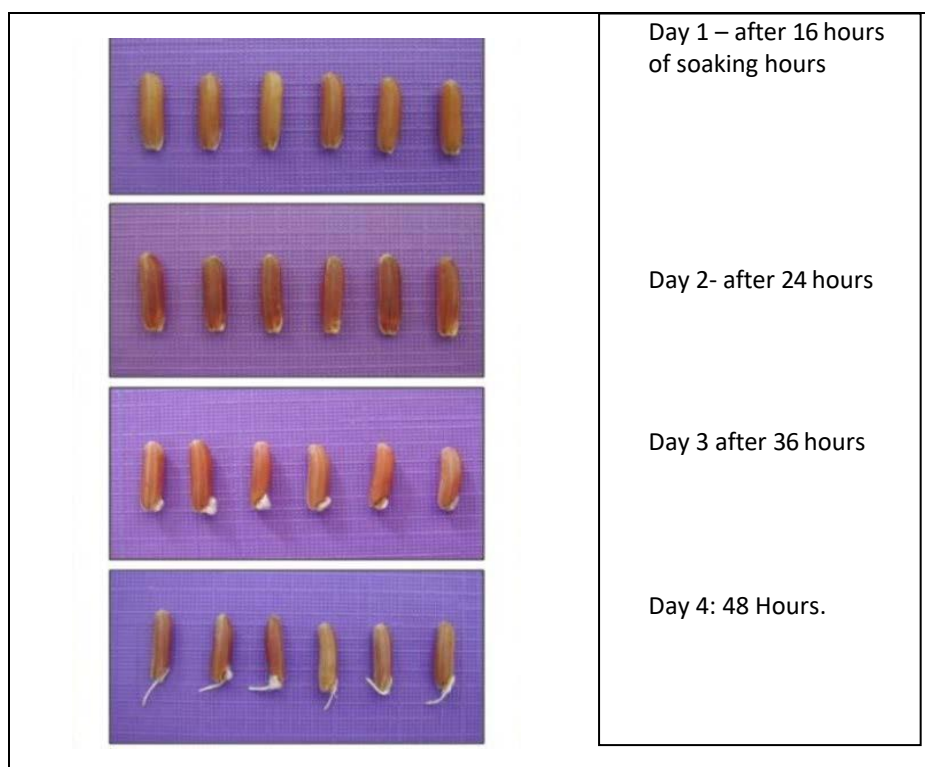 Day 1 – after 16 hours
of soaking hours
Day 2- after 24 hours
Day 3 after 36 hours
Day 4: 48 Hours.